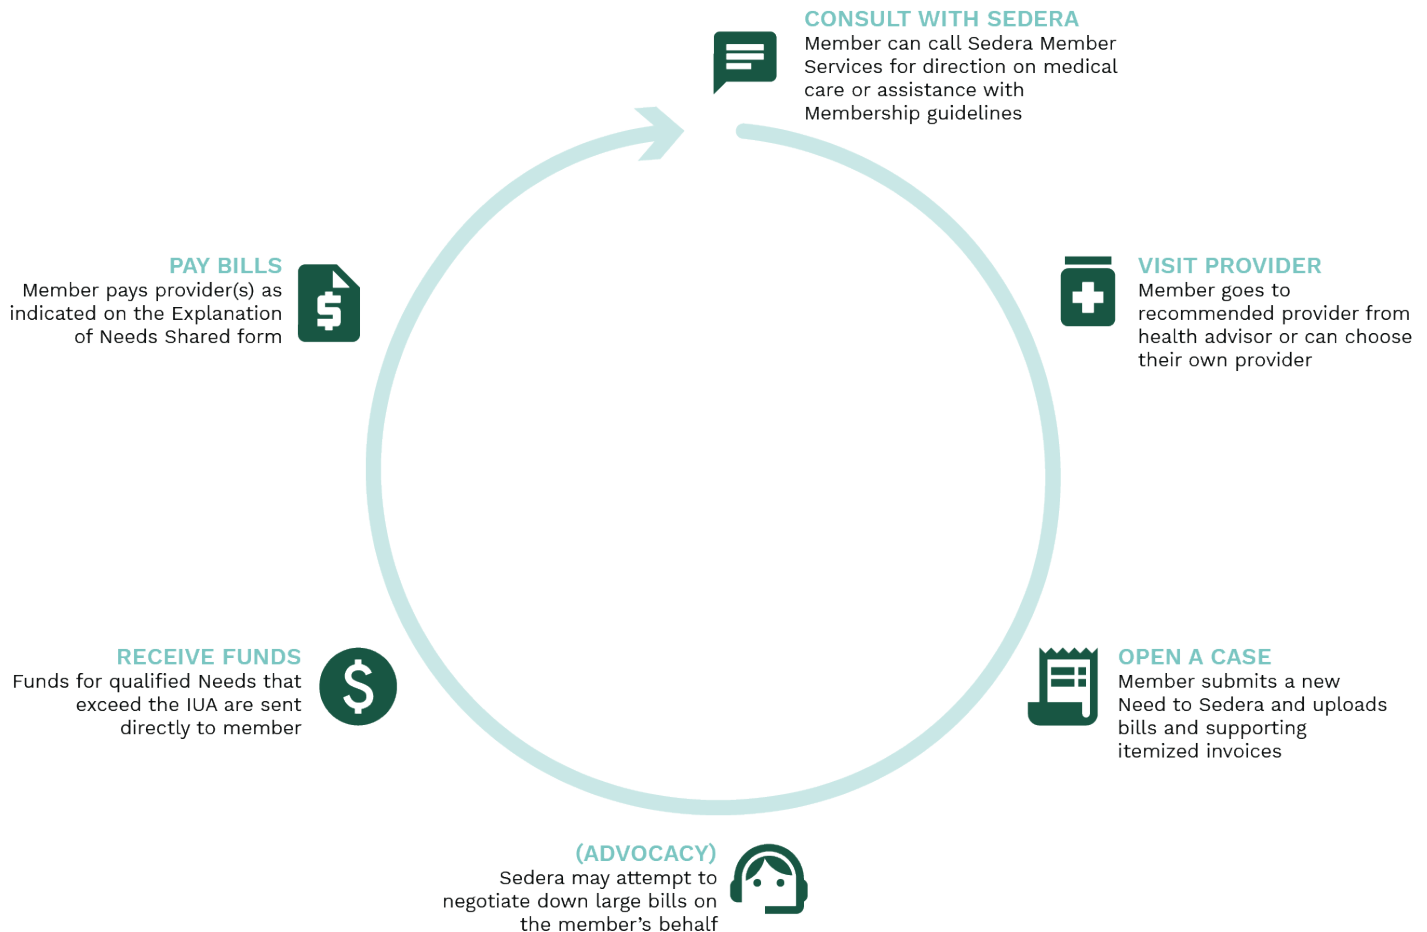 CONSULT WITH SEDERA
Member can call Sedera Member
Services for direction on medical
care or assistance with
Membership guidelines
VISIT PROVIDER
Member goes to
recommended provider from
health advisor or can choose
their own provider
OPEN A CASE
Member submits a new
Need to Sedera and uploads
bills and supporting
itemized invoices
(ADVOCACY)
Sedera may attempt to
negotiate down large bills on
the member’s behalf
RECEIVE FUNDS
Funds for qualified Needs that
exceed the IUA are sent
directly to member
PAY BILLS
Member pays provider(s) as
indicated on the Explanation
of Needs Shared form